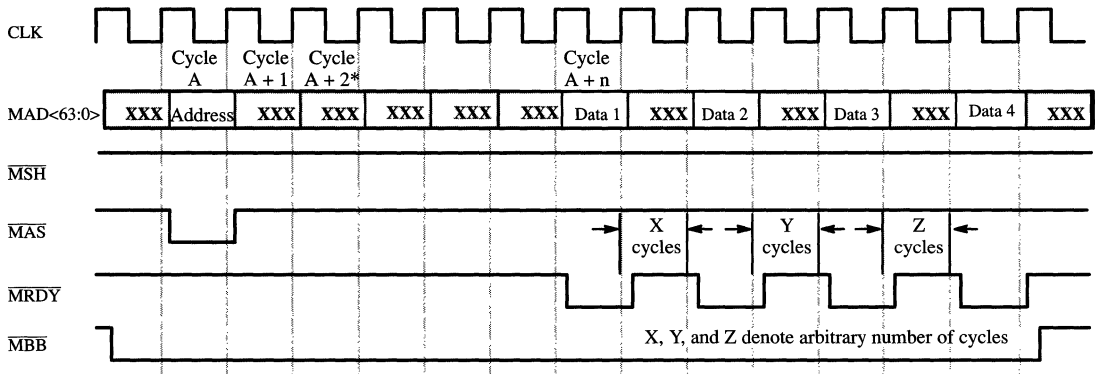 CLK
Cycle Cycle Cycle Cycle
A A + 1 A + 2* A + n
MAD<63:0> XXX Address XXX XXX XXX XXX XXX Data 1 XXX Data 2 XXX Data 3 XXX Data 4 XXX
MSH
MAS X Y Z
cycles cycles cycles
MRDY
X, Y, and Z denote arbitrary number of cycles
MBB